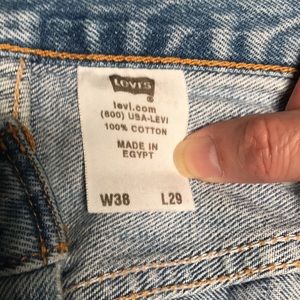 LEVI'S
levi.com
(800) USA-LEVI
100% COTTON
MADE IN
EGYPT
W38 L29